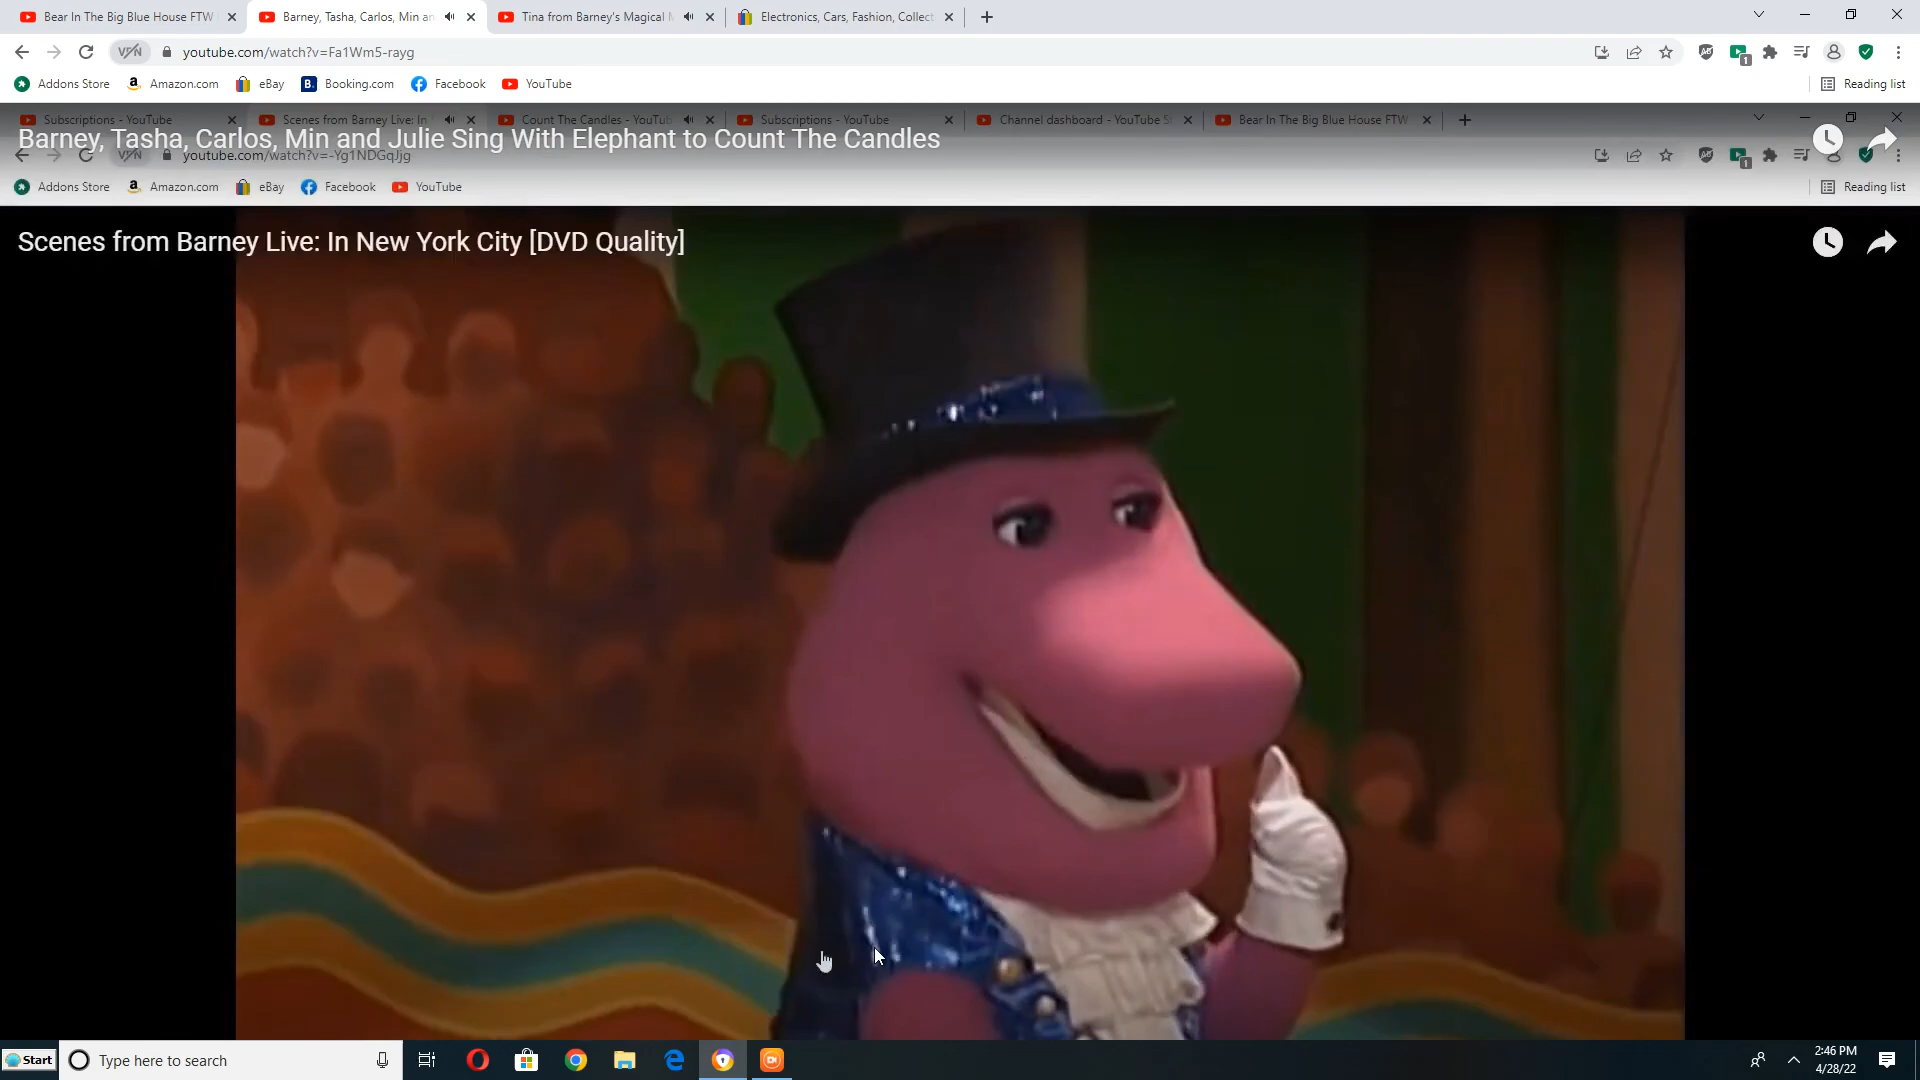 Bear In The Big Blue House FTW
Barney, Tasha, Carlos, Min an
Tina from Barney's Magical M
Electronics, Cars, Fashion, Collect
VPN
youtube.com/watch?v=Fa1Wm5-rayg
1
Addons Store
Amazon.com
eBay
Booking.com
Facebook
YouTube
Reading list
Subscriptions - YouTube
Scenes from Barney Live: In
Count The Candles - YouTub
Subscriptions - YouTube
Channel dashboard - YouTube S
Bear In The Big Blue House FTW
Barney, Tasha, Carlos, Min and Julie Sing With Elephant to Count The Candles
VPN
youtube.com/watch?v=-Yg1NDGqJjg
1
Addons Store
Amazon.com
eBay
Facebook
YouTube
Reading list
Scenes from Barney Live: In New York City [DVD Quality]
Start
Type here to search
2:46 PM
4/28/22